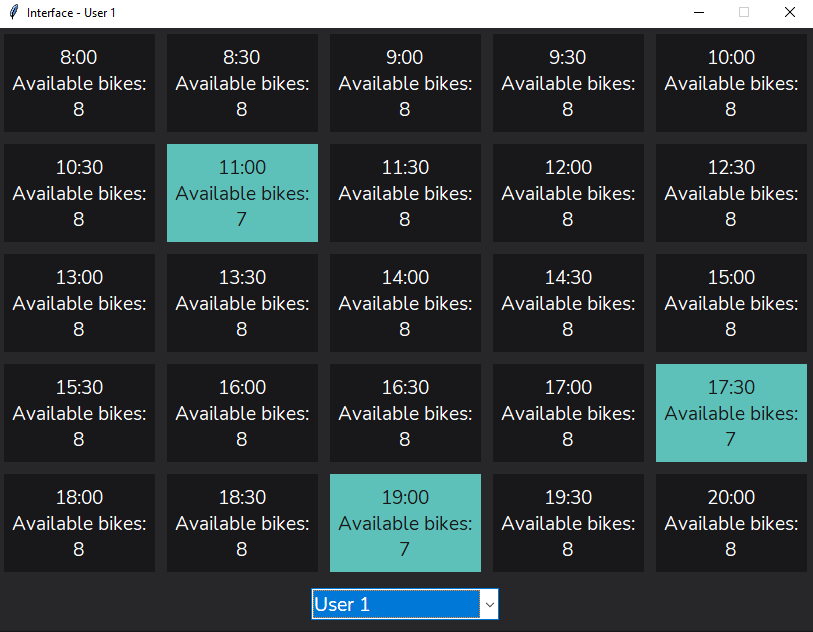 Interface - User 1
8:00
Available bikes:
8
8:30
Available bikes:
8
9:00
Available bikes:
8
9:30
Available bikes:
8
10:00
Available bikes:
8
10:30
Available bikes:
8
11:00
Available bikes:
7
11:30
Available bikes:
8
12:00
Available bikes:
8
12:30
Available bikes:
8
13:00
Available bikes:
8
13:30
Available bikes:
8
14:00
Available bikes:
8
14:30
Available bikes:
8
15:00
Available bikes:
8
15:30
Available bikes:
8
16:00
Available bikes:
8
16:30
Available bikes:
8
17:00
Available bikes:
8
17:30
Available bikes:
7
18:00
Available bikes:
8
18:30
Available bikes:
8
19:00
Available bikes:
7
19:30
Available bikes:
8
20:00
Available bikes:
8
User 1